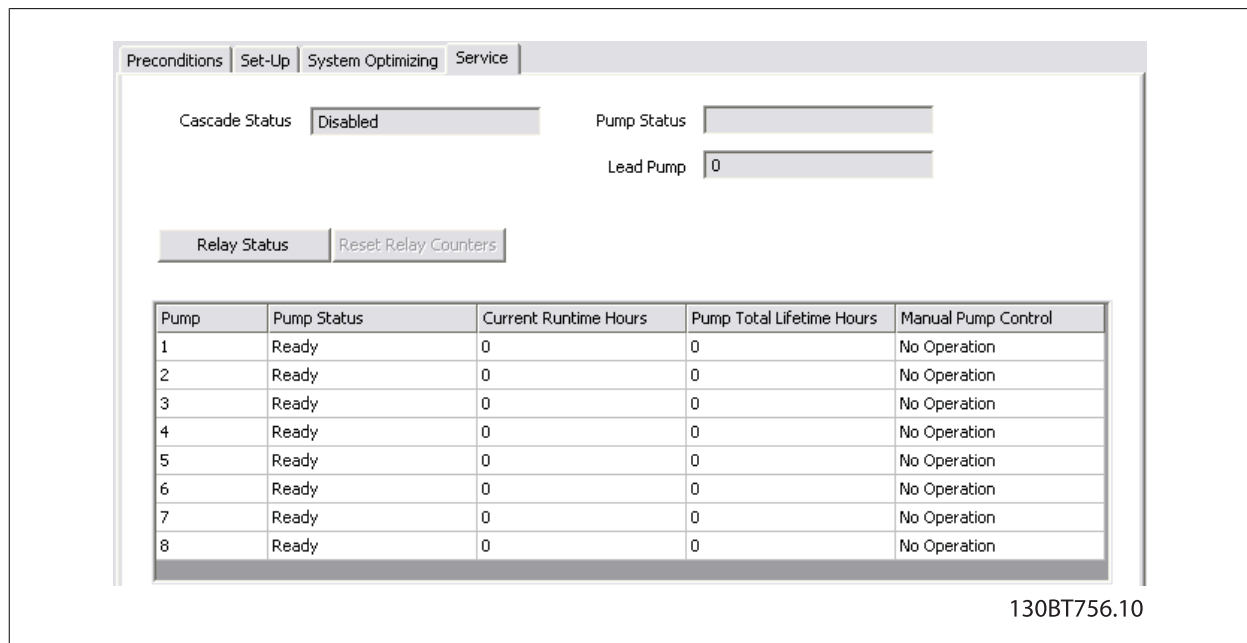 Preconditions Set-Up System Optimizing Service
Cascade Status Disabled Pump Status
Lead Pump 0
Relay Status Reset Relay Counters
Pump Pump Status Current Runtime Hours Pump Total Lifetime Hours Manual Pump Control
1 Ready 0 0 No Operation
2 Ready 0 0 No Operation
3 Ready 0 0 No Operation
4 Ready 0 0 No Operation
5 Ready 0 0 No Operation
6 Ready 0 0 No Operation
7 Ready 0 0 No Operation
8 Ready 0 0 No Operation
130BT756.10